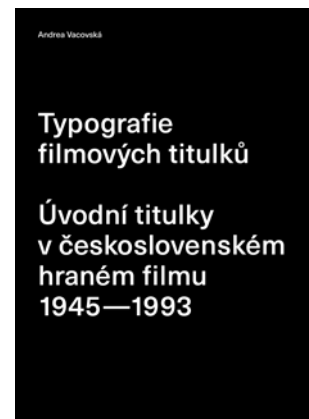 Andrea Vacovská
Typografie
filmových titulků
Úvodní titulky
v československém
hraném filmu
1945—1993